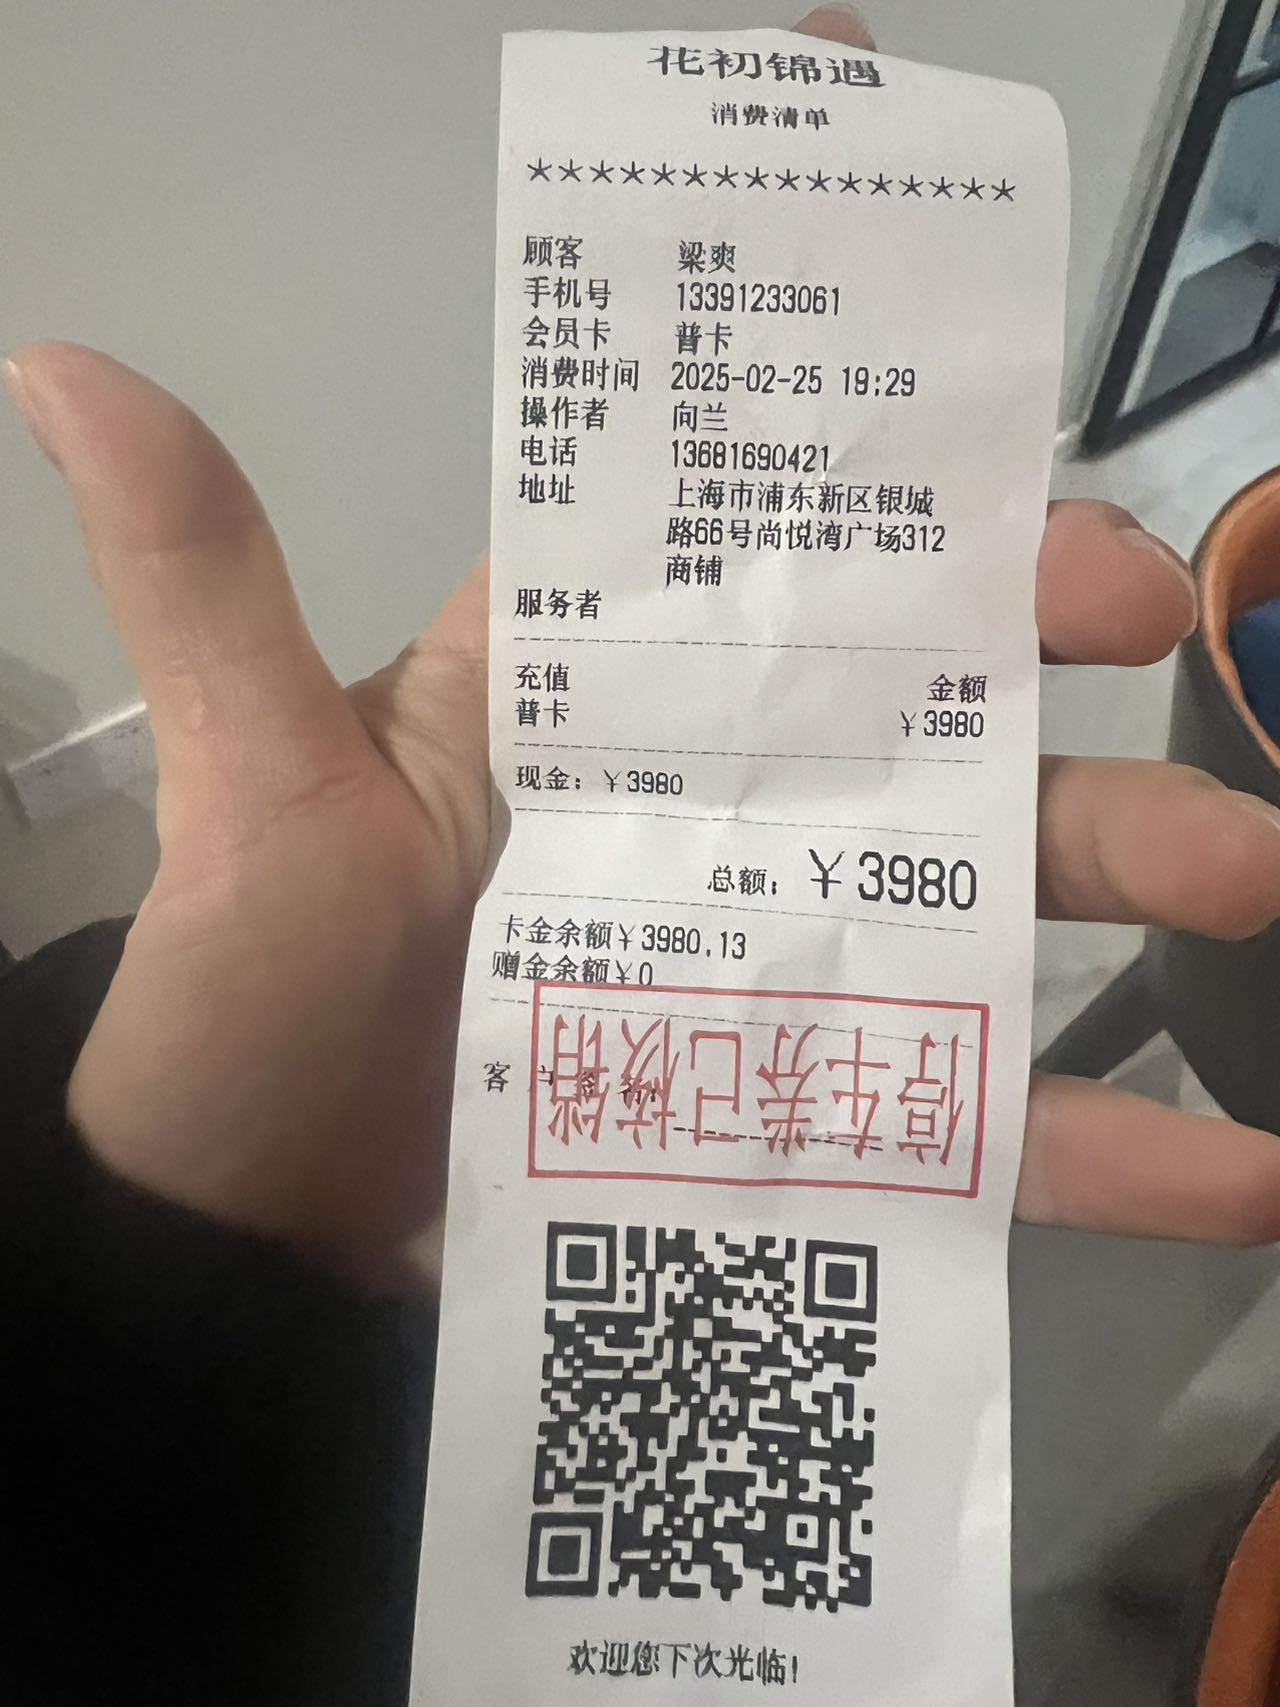 花初锦遇
消费清单
****************
顾客 梁爽
手机号 13391233061
会员卡 普卡
消费时间 2025-02-25 19:29
操作者 向兰
电话 13681690421
地址 上海市浦东新区银城
路66号尚悦湾广场312
商铺
服务者
充值 金额
普卡 ￥3980
现金：￥3980
总额：￥3980
卡金余额￥3980.13
赠金余额￥0
客户签名：
停车券已核销
欢迎您下次光临!